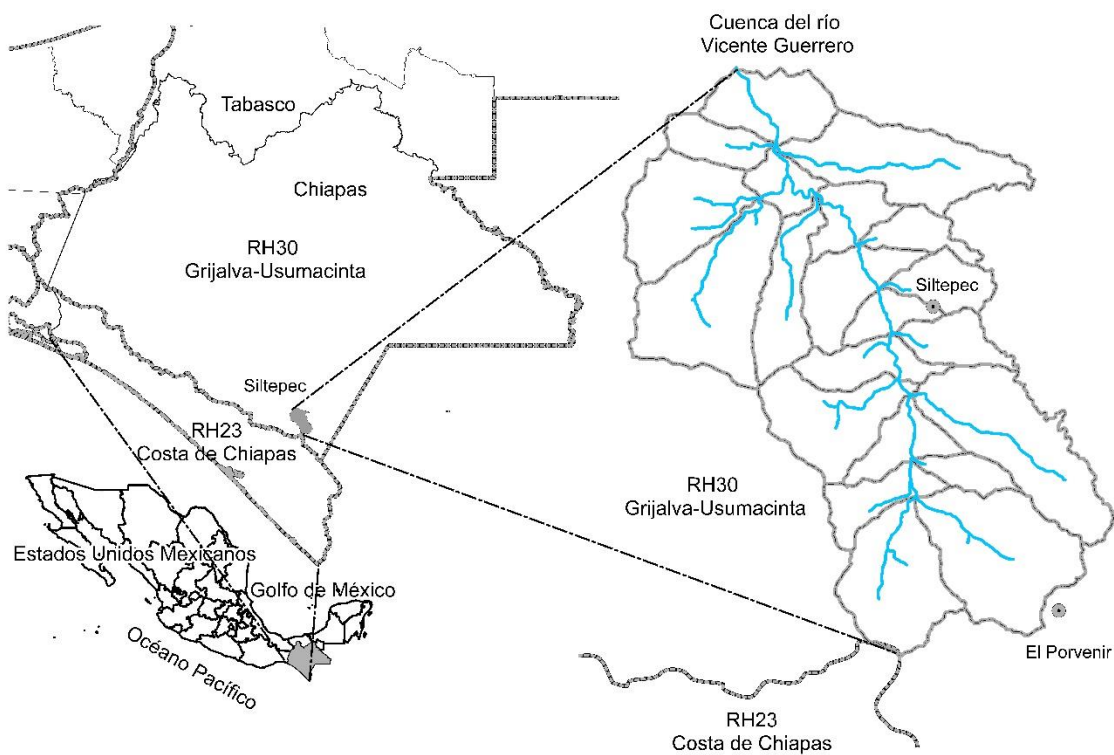 Cuenca del río
Vicente Guerrero
Tabasco
Chiapas
RH30
Grijalva-Usumacinta
Siltepec
Siltepec
RH23
Costa de Chiapas
RH30
Grijalva-Usumacinta
Estados Unidos Mexicanos
Golfo de México
Océano Pacífico
El Porvenir
RH23
Costa de Chiapas